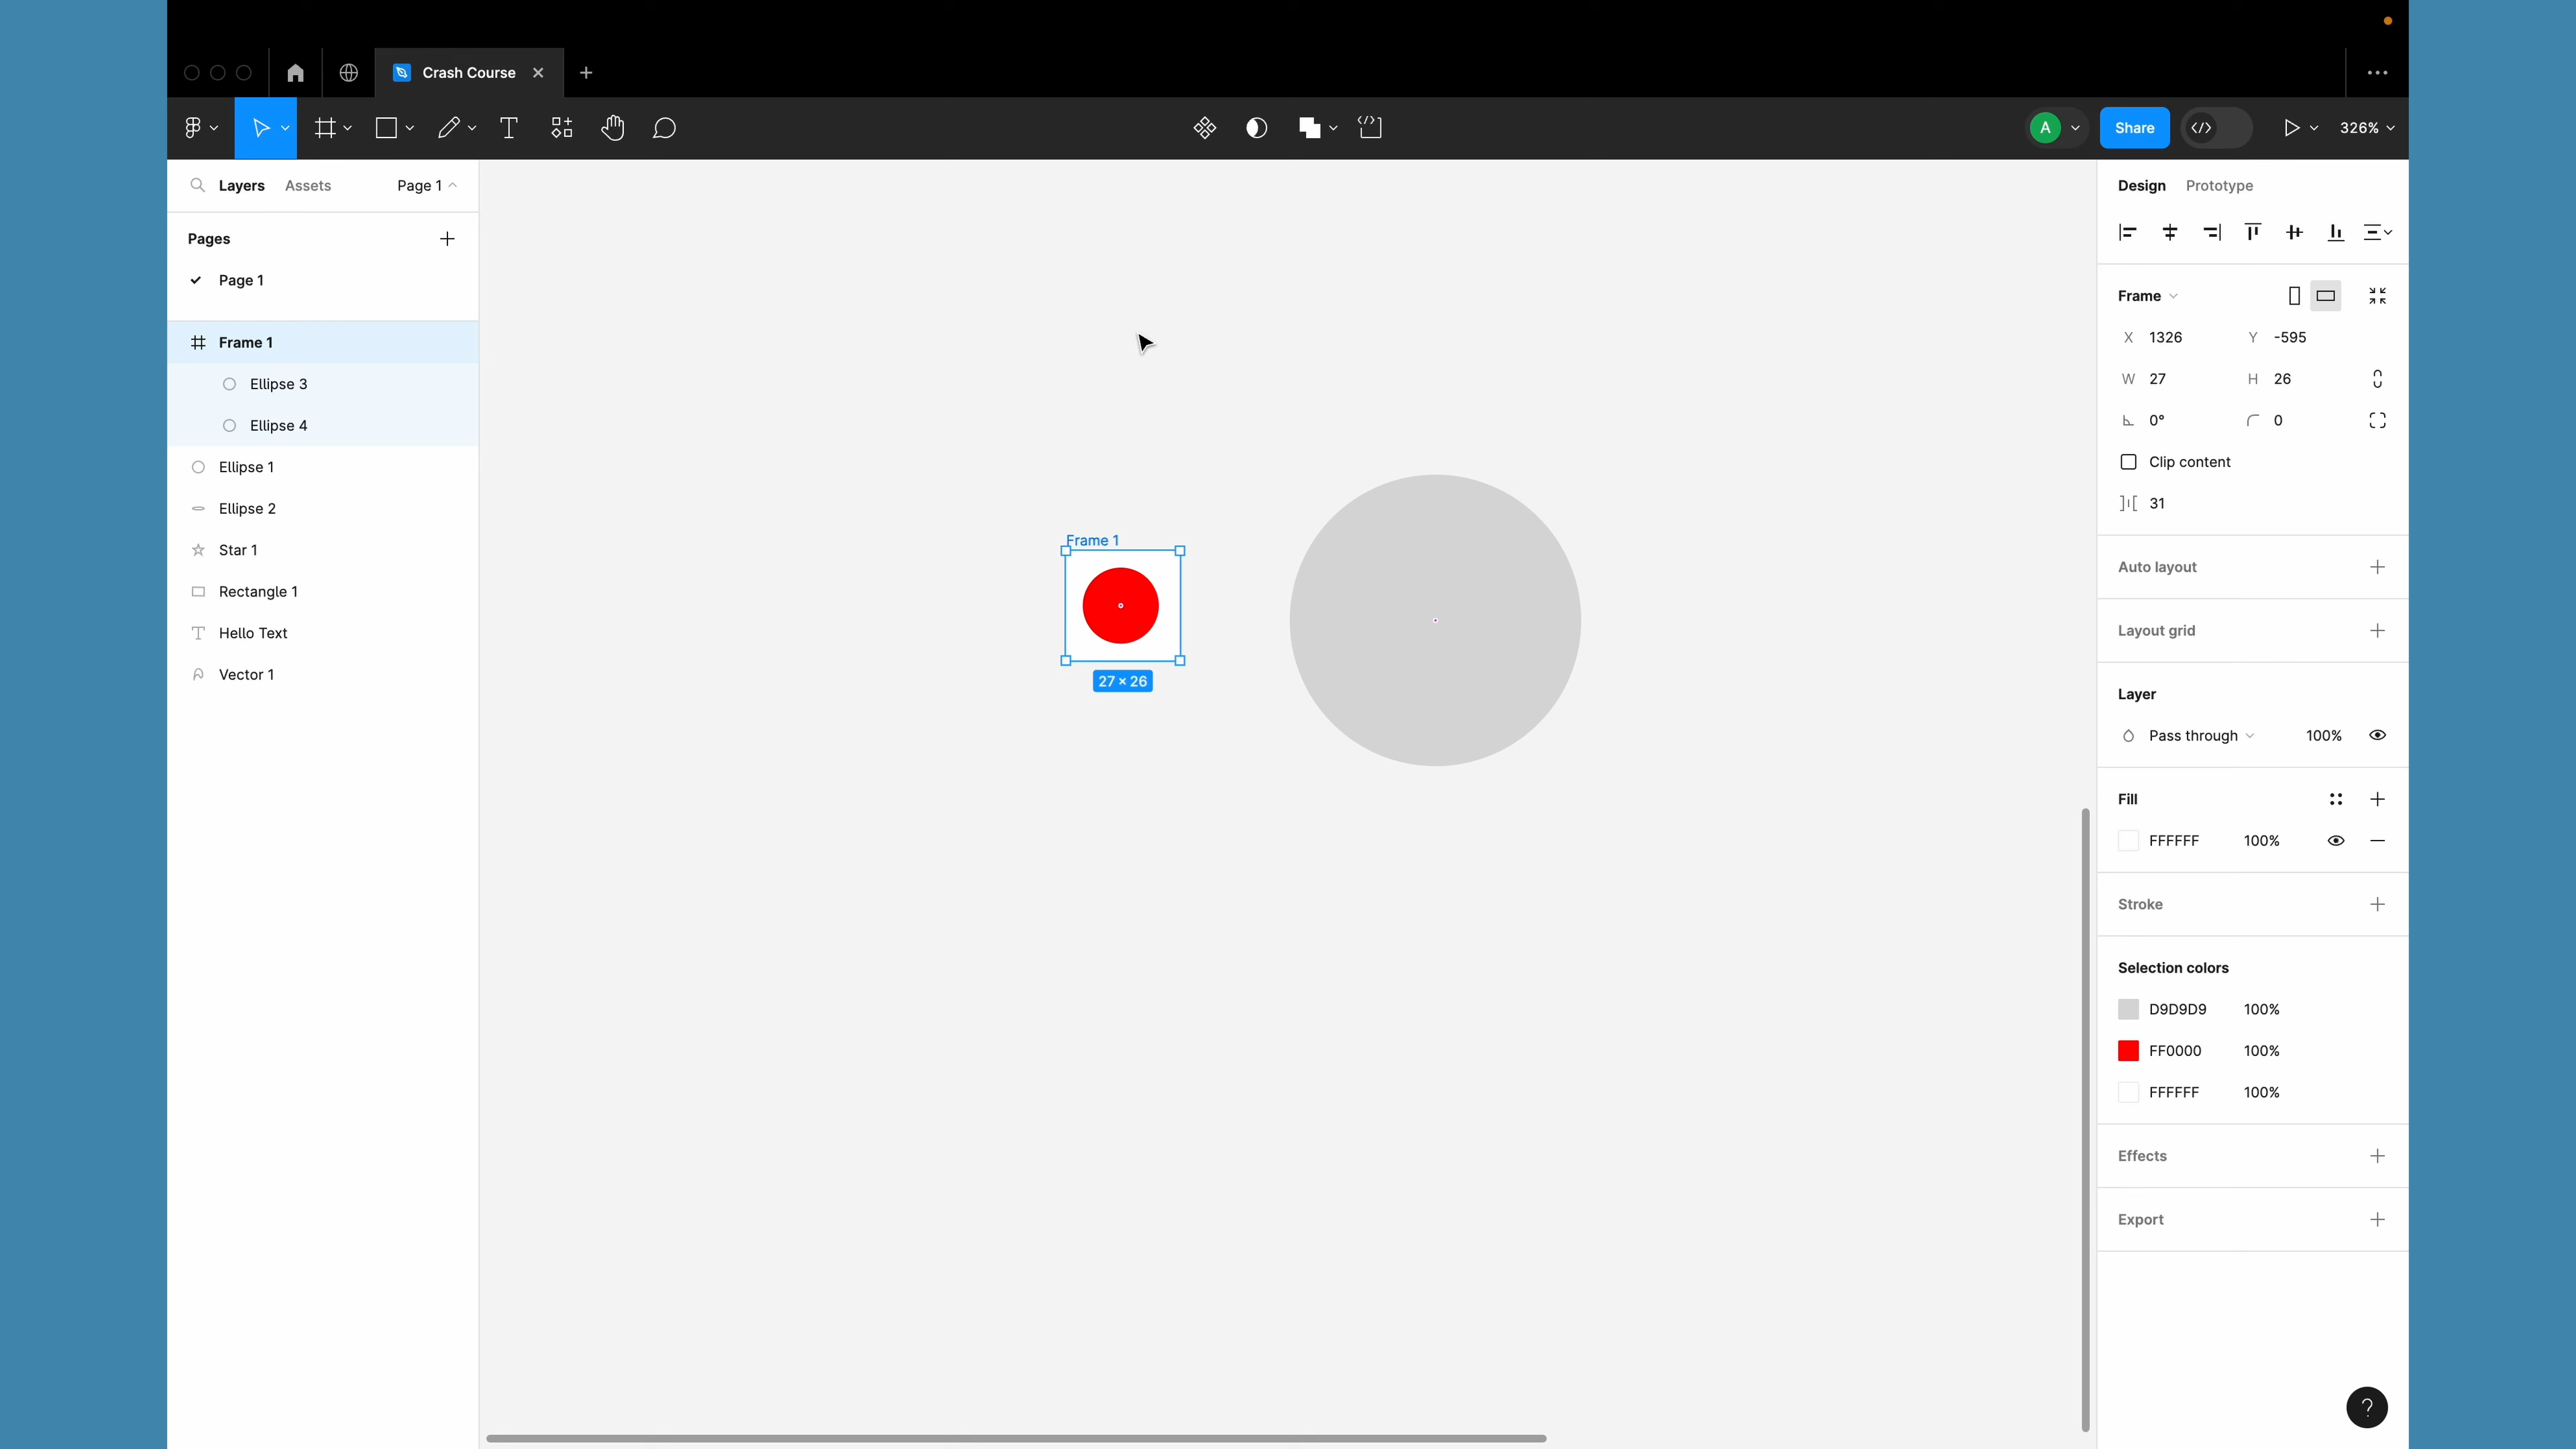 Crash Course
A
Share
326%
Layers Assets Page 1
Pages
Page 1
Frame 1
Ellipse 3
Ellipse 4
Ellipse 1
Ellipse 2
Star 1
Rectangle 1
Hello Text
Vector 1
Frame 1
27 × 26
Design Prototype
Frame
X 1326 Y -595
W 27 H 26
0° 0
Clip content
31
Auto layout
Layout grid
Layer
Pass through 100%
Fill
FFFFFF 100%
Stroke
Selection colors
D9D9D9 100%
FF0000 100%
FFFFFF 100%
Effects
Export
?